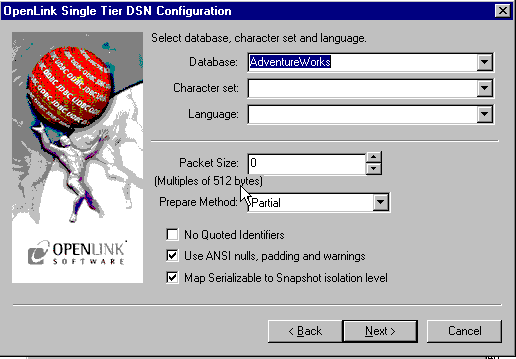 OpenLink Single Tier DSN Configuration
Select database, character set and language.
Database: AdventureWorks
Character set:
Language:
Packet Size: 0
(Multiples of 512 bytes)
Prepare Method: Partial
No Quoted Identifiers
Use ANSI nulls, padding and warnings
Map Serializable to Snapshot isolation level
OPENLINK
SOFTWARE
< Back Next > Cancel